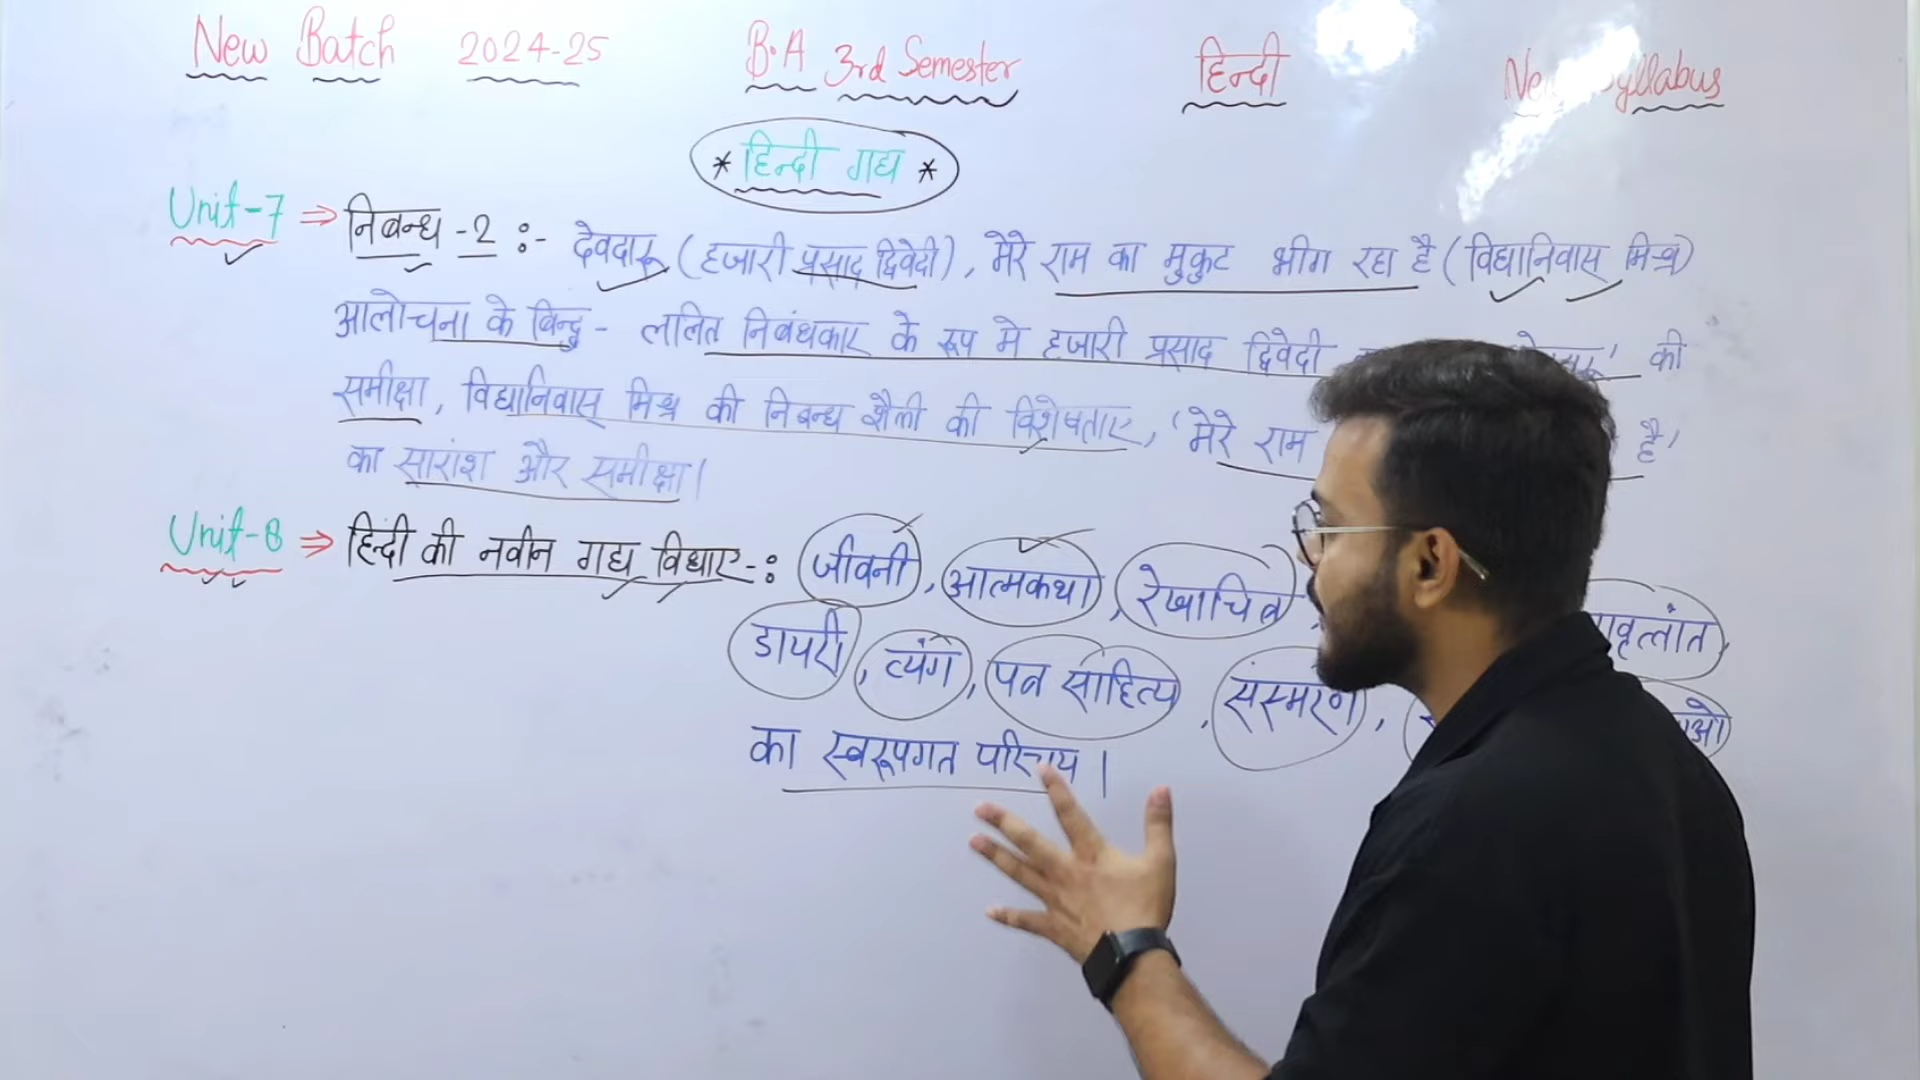 New Batch 2024-25 B.A 3rd Semester हिन्दी Syllabus
* हिन्दी गद्य *
Unit-7 ⇒ निबन्ध -2 :- देवदारू (हजारी प्रसाद द्विवेदी), मेरे राम का मुकुट भीग रहा है (विद्यानिवास मिश्र)
आलोचना के बिन्दु - ललित निबंधकार के रूप मे हजारी प्रसाद द्विवेदी की
समीक्षा, विद्यानिवास मिश्र की निबन्ध शैली की विशेषताए, 'मेरे राम है'
का सारांश और समीक्षा।
Unit-8 ⇒ हिन्दी की नवीन गद्य विधाए-: जीवनी, आत्मकथा, रेखाचित्र
डायरी, व्यंग, पत्र साहित्य, संस्मरण,
का स्वरूपगत परिचय।